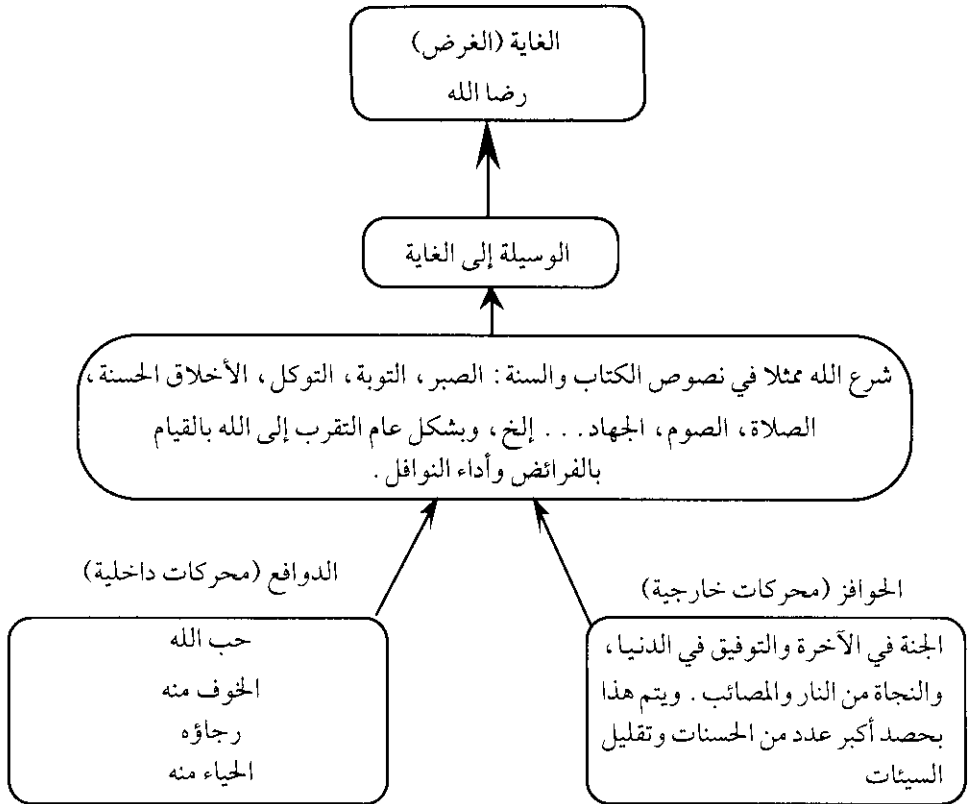 الغاية (الغرض)
رضا الله
الوسيلة إلى الغاية
شرع الله ممثلا في نصوص الكتاب والسنة: الصبر، التوبة، التوكل، الأخلاق الحسنة،
الصلاة، الصوم، الجهاد... إلخ، وبشكل عام التقرب إلى الله بالقيام
بالفرائض وأداء النوافل.
الحوافز (محركات خارجية)
الجنة في الآخرة والتوفيق في الدنيا،
والنجاة من النار والمصائب. ويتم هذا
بحصد أكبر عدد من الحسنات وتقليل
السيئات
الدوافع (محركات داخلية)
حب الله
الخوف منه
رجاؤه
الحياء منه